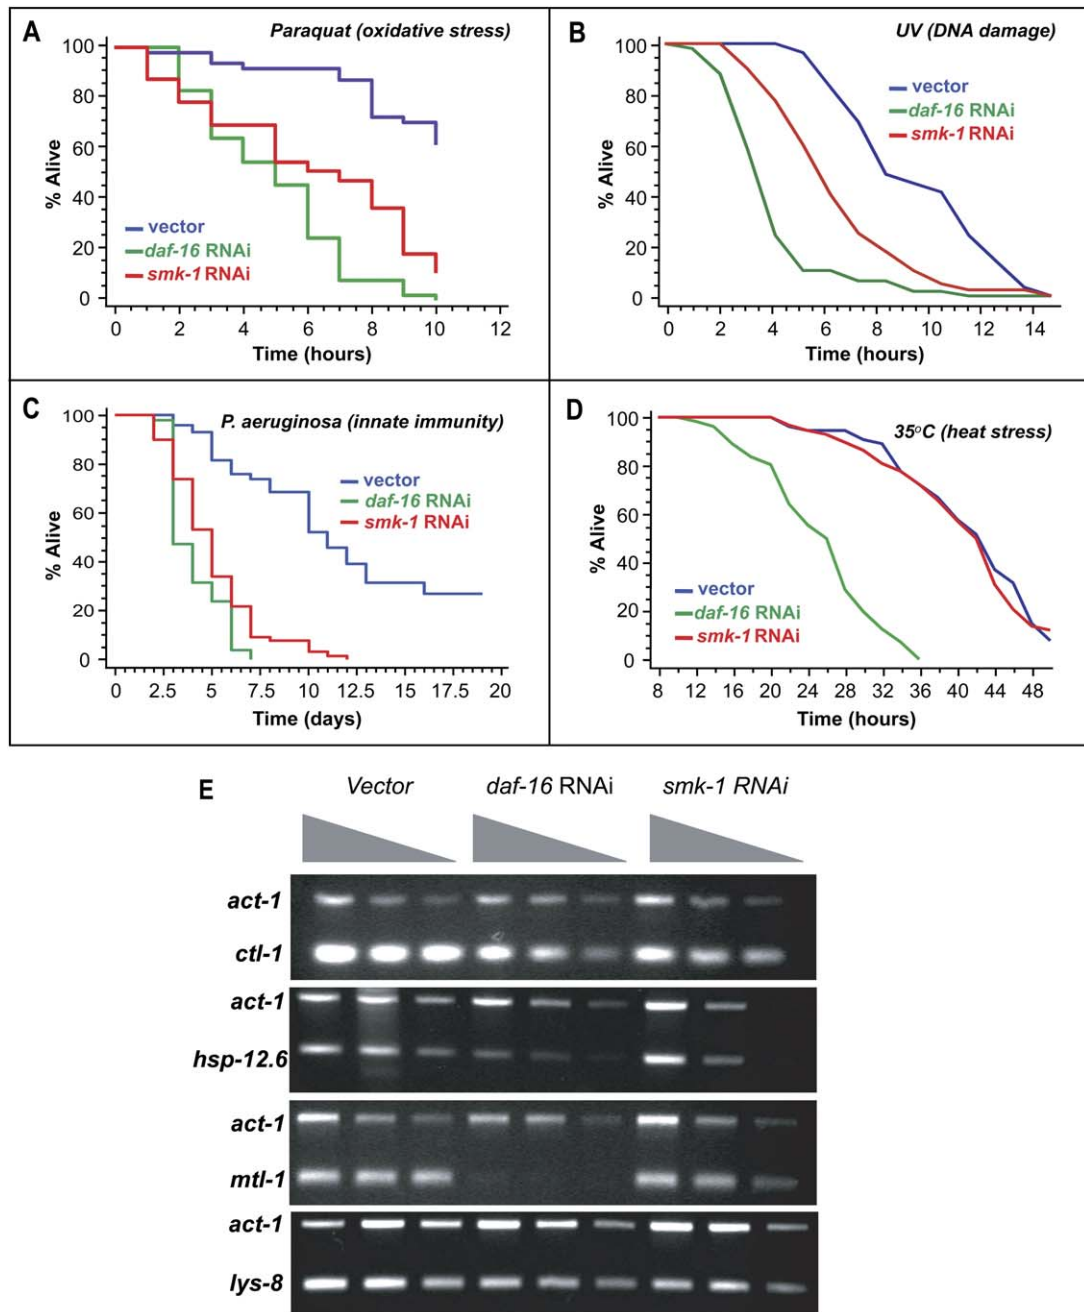 A
Paraquat (oxidative stress)
100
80
60
40
20
0
% Alive
vector
daf-16 RNAi
smk-1 RNAi
0 2 4 6 8 10 12
Time (hours)
B
UV (DNA damage)
100
80
60
40
20
0
% Alive
vector
daf-16 RNAi
smk-1 RNAi
0 2 4 6 8 10 12 14
Time (hours)
C
P. aeruginosa (innate immunity)
100
80
60
40
20
0
% Alive
vector
daf-16 RNAi
smk-1 RNAi
0 2.5 5 7.5 10 12.5 15 17.5 20
Time (days)
D
35ºC (heat stress)
100
80
60
40
20
0
% Alive
vector
daf-16 RNAi
smk-1 RNAi
8 12 16 20 24 28 32 36 40 44 48
Time (hours)
E
Vector daf-16 RNAi smk-1 RNAi
act-1
ctl-1
act-1
hsp-12.6
act-1
mtl-1
act-1
lys-8